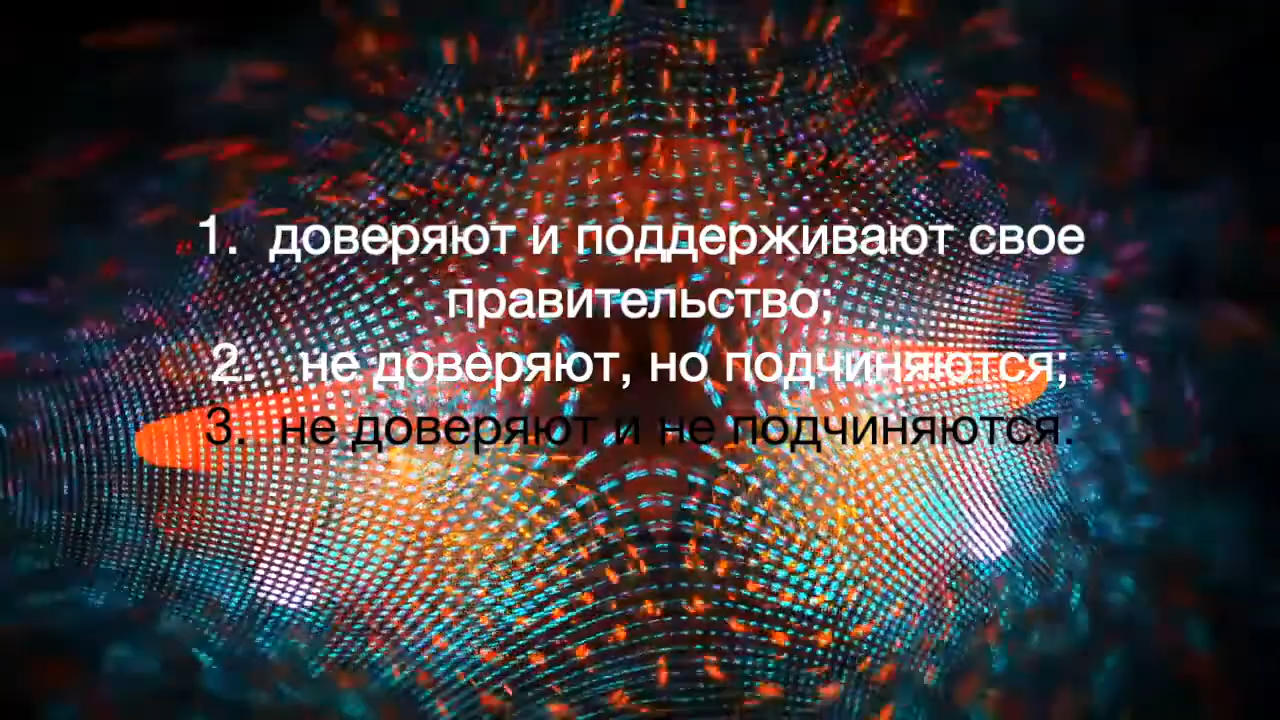 1. доверяют и поддерживают свое
правительство;
2. не доверяют, но подчиняются;
3. не доверяют и не подчиняются.